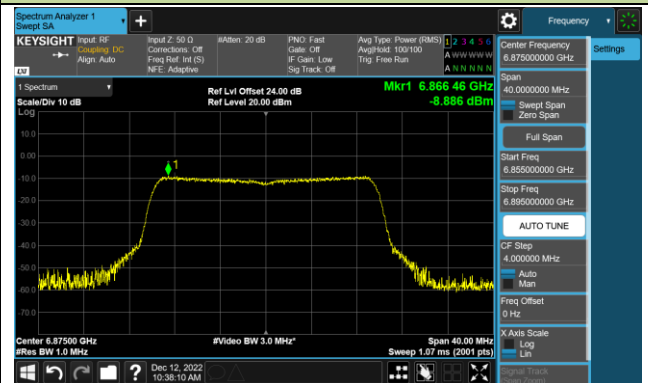 Spectrum Analyzer 1
Swept SA
Frequency
KEYSIGHT
Input: RF
Coupling: DC
Align: Auto
Input Z: 50 Ω
Corrections: Off
Freq Ref: Int (S)
NFE: Adaptive
#Atten: 20 dB
PNO: Fast
Gate: Off
IF Gain: Low
Sig Track: Off
Avg Type: Power (RMS)
Avg|Hold: 100/100
Trig: Free Run
1 2 3 4 5 6
A W W W W W
A N N N N N
LXI
1 Spectrum
Scale/Div 10 dB
Log
Ref Lvl Offset 24.00 dB
Ref Level 20.00 dBm
Mkr1 6.866 46 GHz
-8.886 dBm
10.0
0.00
-10.0
-20.0
-30.0
-40.0
-50.0
-60.0
-70.0
1
Center 6.87500 GHz
#Res BW 1.0 MHz
#Video BW 3.0 MHz*
Span 40.00 MHz
Sweep 1.07 ms (2001 pts)
Dec 12, 2022
10:38:10 AM
Center Frequency
6.875000000 GHz
Settings
Span
40.0000000 MHz
Swept Span
Zero Span
Full Span
Start Freq
6.855000000 GHz
Stop Freq
6.895000000 GHz
AUTO TUNE
CF Step
4.000000 MHz
Auto
Man
Freq Offset
0 Hz
X Axis Scale
Log
Lin
Signal Track
(Span Zoom)